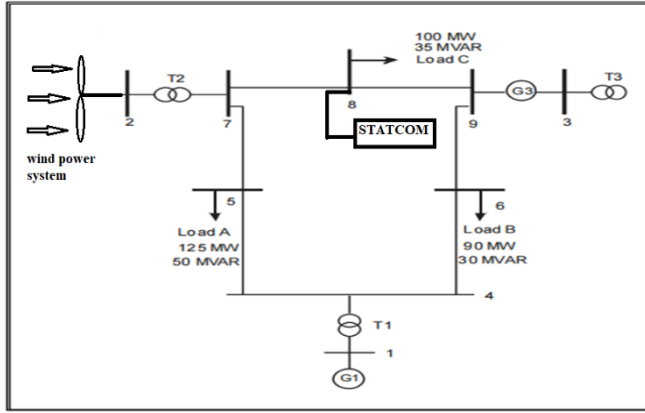 100 MW
35 MVAR
Load C
T2
T3
G3
2
7
8
STATCOM
9
3
wind power
system
5
6
Load A
125 MW
50 MVAR
Load B
90 MW
30 MVAR
4
T1
1
G1